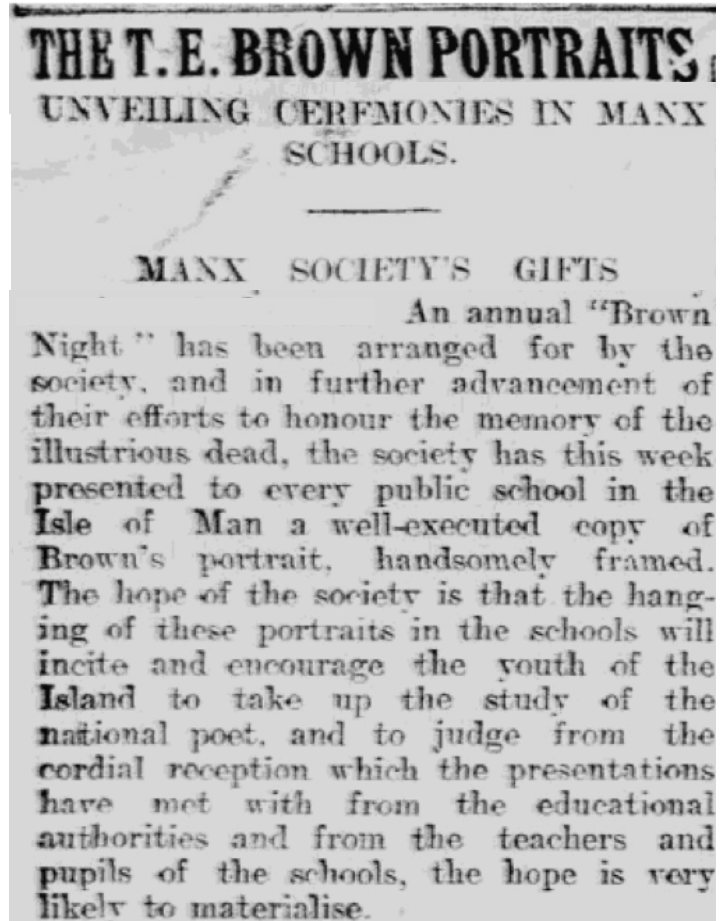 THE T. E. BROWN PORTRAITS.
UNVEILING CEREMONIES IN MANX
SCHOOLS.
MANX SOCIETY'S GIFTS
An annual "Brown
Night" has been arranged for by the
society, and in further advancement of
their efforts to honour the memory of the
illustrious dead, the society has this week
presented to every public school in the
Isle of Man a well-executed copy of
Brown's portrait, handsomely framed.
The hope of the society is that the hang-
ing of these portraits in the schools will
incite and encourage the youth of the
Island to take up the study of the
national poet, and to judge from the
cordial reception which the presentations
have met with from the educational
authorities and from the teachers and
pupils of the schools, the hope is very
likely to materialise.